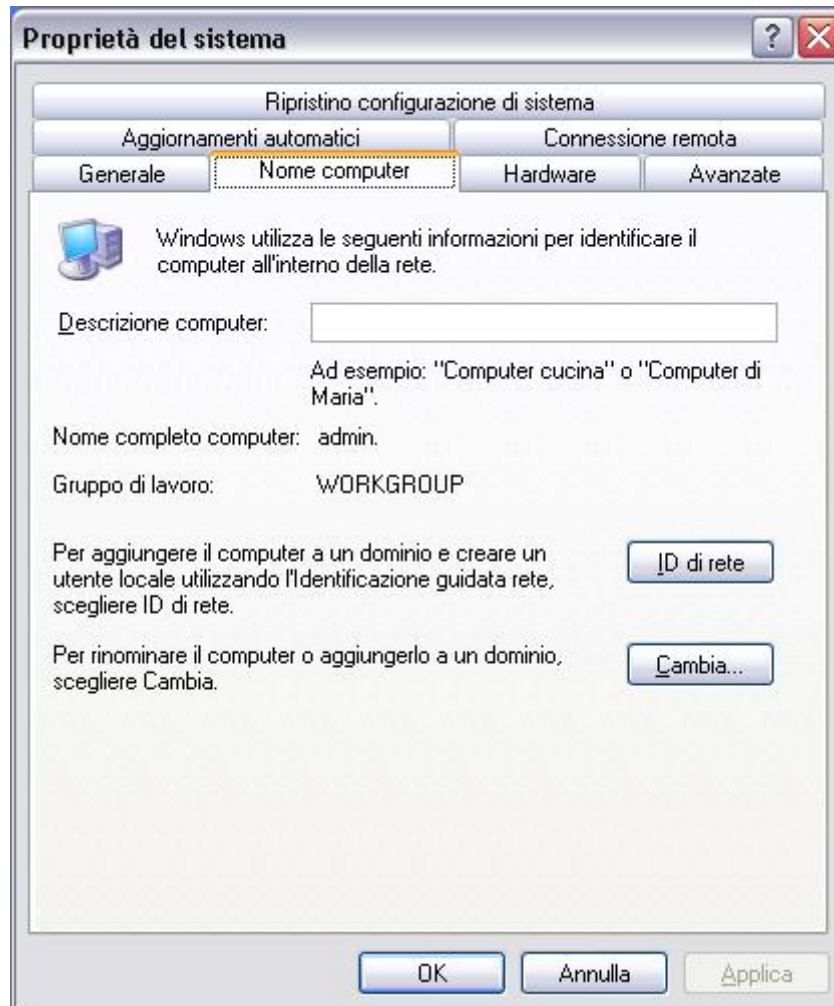 Proprietà del sistema
?
Ripristino configurazione di sistema
Aggiornamenti automatici
Connessione remota
Generale
Nome computer
Hardware
Avanzate
Windows utilizza le seguenti informazioni per identificare il
computer all'interno della rete.
Descrizione computer:
Ad esempio: "Computer cucina" o "Computer di
Maria".
Nome completo computer: admin.
Gruppo di lavoro: WORKGROUP
Per aggiungere il computer a un dominio e creare un
utente locale utilizzando l'Identificazione guidata rete,
scegliere ID di rete.
ID di rete
Per rinominare il computer o aggiungerlo a un dominio,
scegliere Cambia.
Cambia...
OK
Annulla
Applica